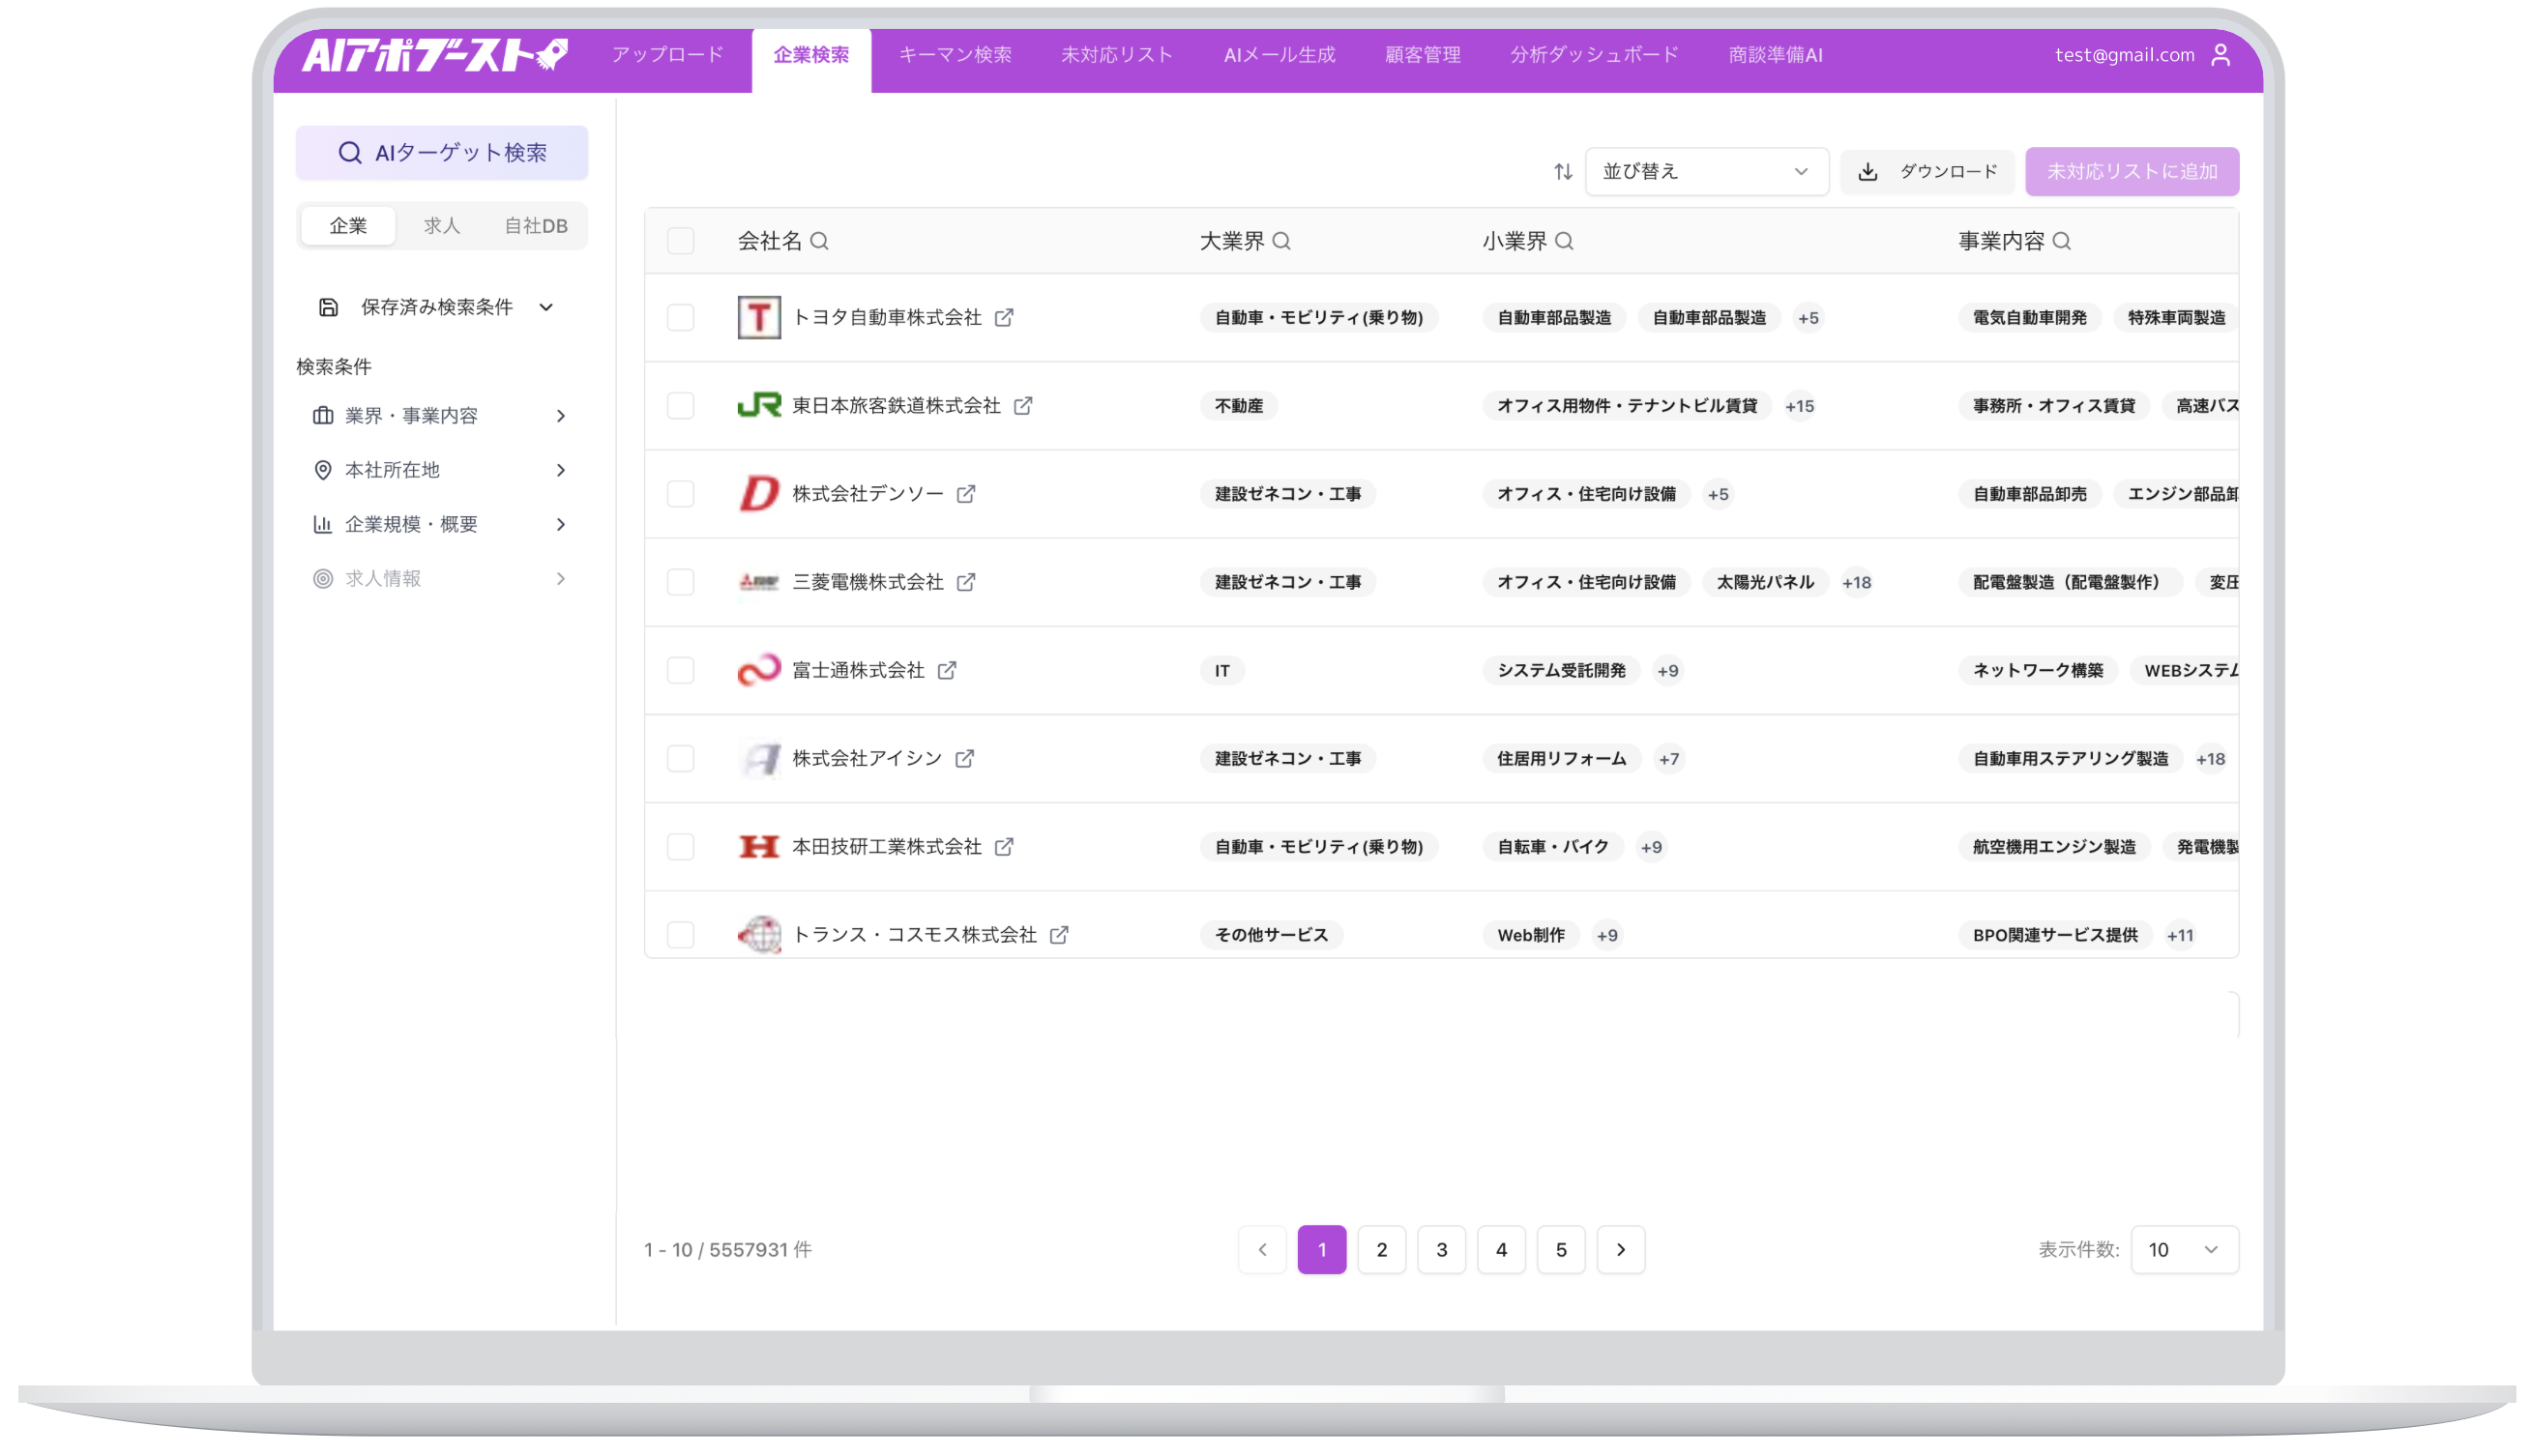 AIアポブースト アップロード 企業検索 キーマン検索 未対応リスト AIメール生成 顧客管理 分析ダッシュボード 商談準備AI test@gmail.com
AIターゲット検索
並び替え ダウンロード 未対応リストに追加
企業 求人 自社DB
保存済み検索条件
検索条件
業界・事業内容
本社所在地
企業規模・概要
求人情報
会社名 大業界 小業界 事業内容
T トヨタ自動車株式会社 自動車・モビリティ(乗り物) 自動車部品製造 自動車部品製造 +5 電気自動車開発 特殊車両製造
JR 東日本旅客鉄道株式会社 不動産 オフィス用物件・テナントビル賃貸 +15 事務所・オフィス賃貸 高速バス
D 株式会社デンソー 建設ゼネコン・工事 オフィス・住宅向け設備 +5 自動車部品卸売 エンジン部品卸
三菱電機株式会社 建設ゼネコン・工事 オフィス・住宅向け設備 太陽光パネル +18 配電盤製造（配電盤製作） 変圧
富士通株式会社 IT システム受託開発 +9 ネットワーク構築 WEBシステム
株式会社アイシン 建設ゼネコン・工事 住居用リフォーム +7 自動車用ステアリング製造 +18
H 本田技研工業株式会社 自動車・モビリティ(乗り物) 自転車・バイク +9 航空機用エンジン製造 発電機製
トランス・コスモス株式会社 その他サービス Web制作 +9 BPO関連サービス提供 +11
1 - 10 / 5557931 件 1 2 3 4 5 表示件数: 10